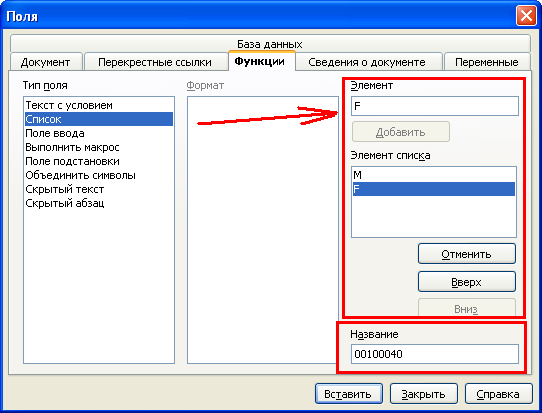 Поля
База данных
Документ
Перекрестные ссылки
Функции
Сведения о документе
Переменные
Тип поля
Текст с условием
Список
Поле ввода
Выполнить макрос
Поле подстановки
Объединить символы
Скрытый текст
Скрытый абзац
Формат
Элемент
F
Добавить
Элемент списка
M
F
Отменить
Вверх
Вниз
Название
00100040
Вставить
Закрыть
Справка